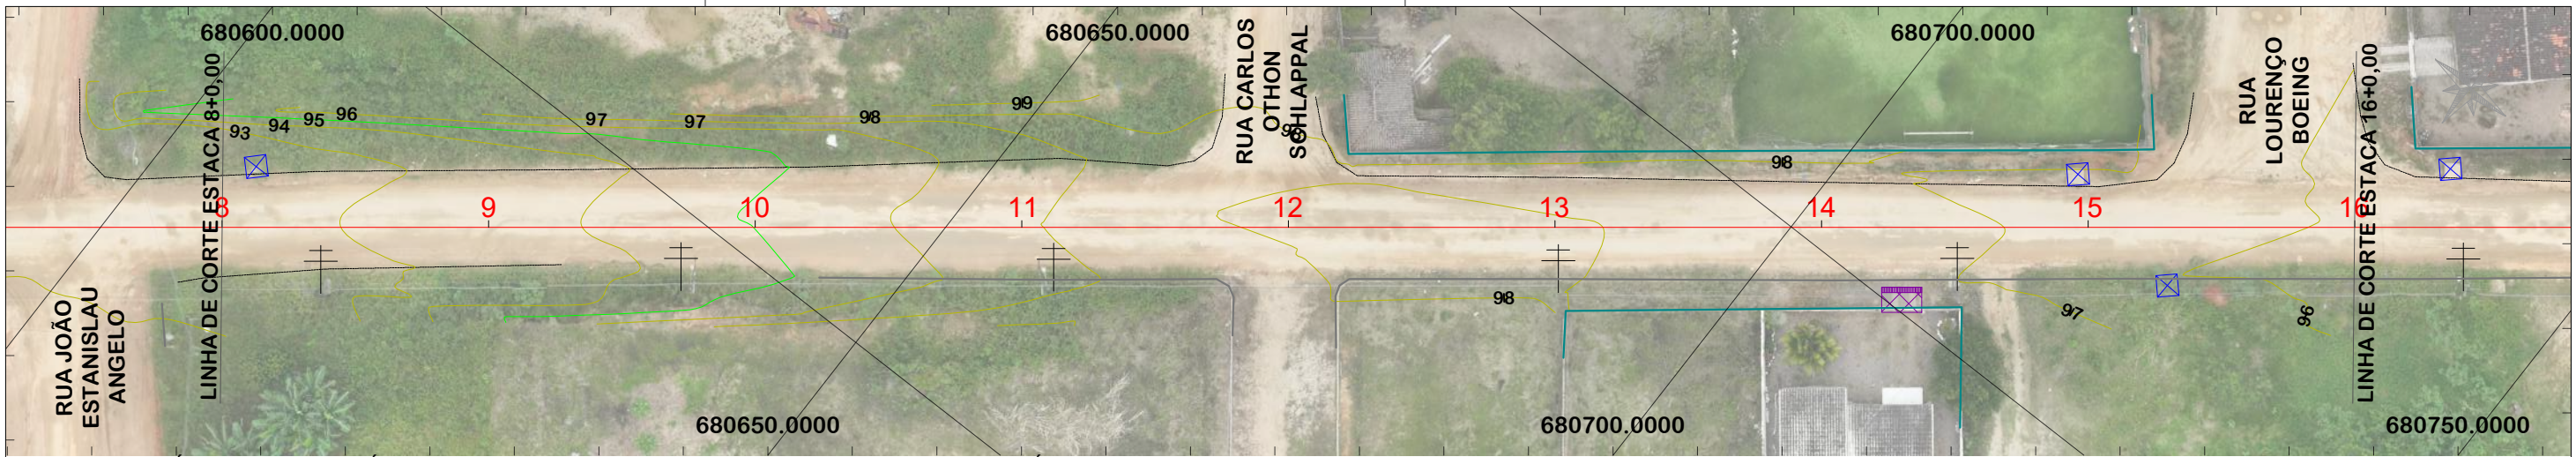 680600.0000
680650.0000
680700.0000
RUA CARLOS
OTHON
SCHLAPPAL
RUA
LOURENÇO
BOEING
LINHA DE CORTE ESTACA 8+0,00
LINHA DE CORTE ESTACA 16+0,00
93
94
95
96
97
97
98
99
98
98
8
9
10
11
12
13
14
15
16
RUA JOÃO
ESTANISLAU
ANGELO
98
97
96
680650.0000
680700.0000
680750.0000